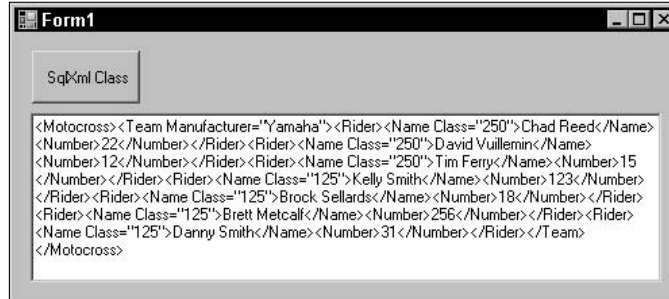 Form1
SqlXml Class
<Motocross><Team Manufacturer="Yamaha"><Rider><Name Class="250">Chad Reed</Name>
<Number>22</Number></Rider><Rider><Name Class="250">David Vuillemin</Name>
<Number>12</Number></Rider><Rider><Name Class="250">Tim Ferry</Name><Number>15
</Number></Rider><Rider><Name Class="125">Kelly Smith</Name><Number>123</Number>
</Rider><Rider><Name Class="125">Brock Sellards</Name><Number>18</Number></Rider>
<Rider><Name Class="125">Brett Metcalf</Name><Number>256</Number></Rider><Rider>
<Name Class="125">Danny Smith</Name><Number>31</Number></Rider></Team>
</Motocross>